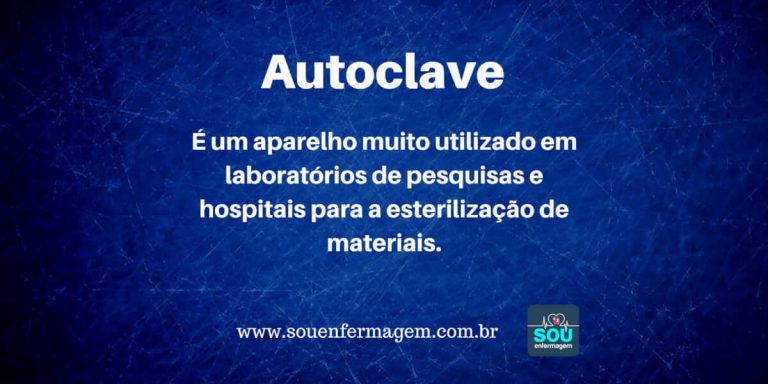 Autoclave
É um aparelho muito utilizado em
laboratórios de pesquisas e
hospitais para a esterilização de
materiais.
www.souenfermagem.com.br
SOU
enfermagem